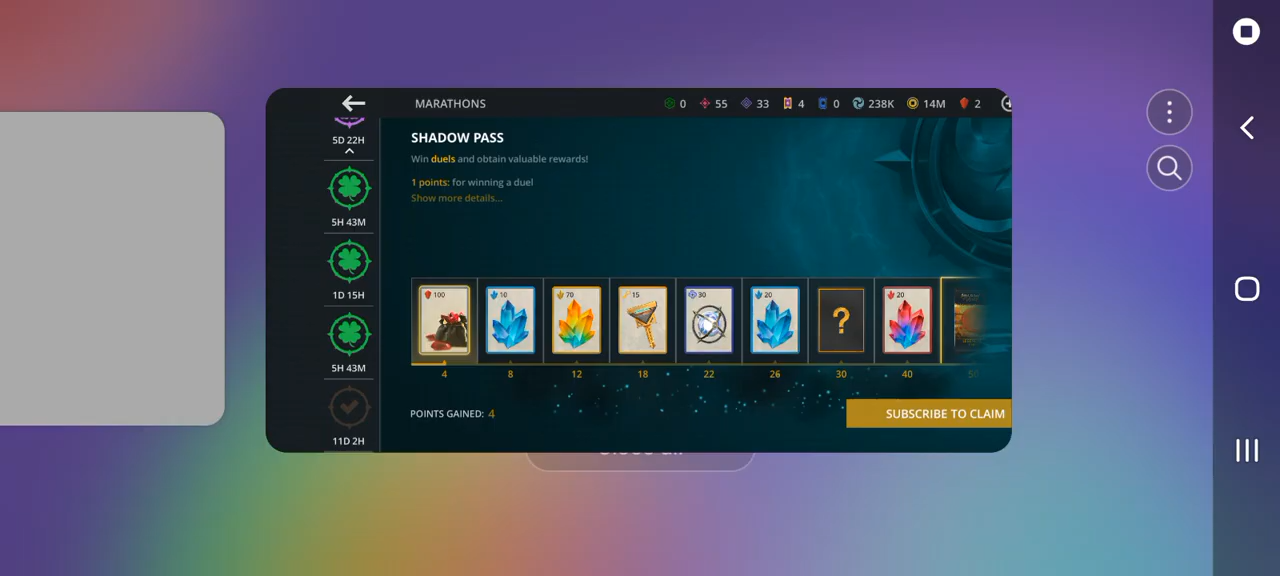 MARATHONS 0 55 33 4 0 238K 14M 2
5D 22H
SHADOW PASS
Win duels and obtain valuable rewards!
1 points: for winning a duel
Show more details...
5H 43M
1D 15H
100 10 70 15 30 20 ? 20
5H 43M
4 8 12 18 22 26 30 40 50
POINTS GAINED: 4
SUBSCRIBE TO CLAIM
11D 2H